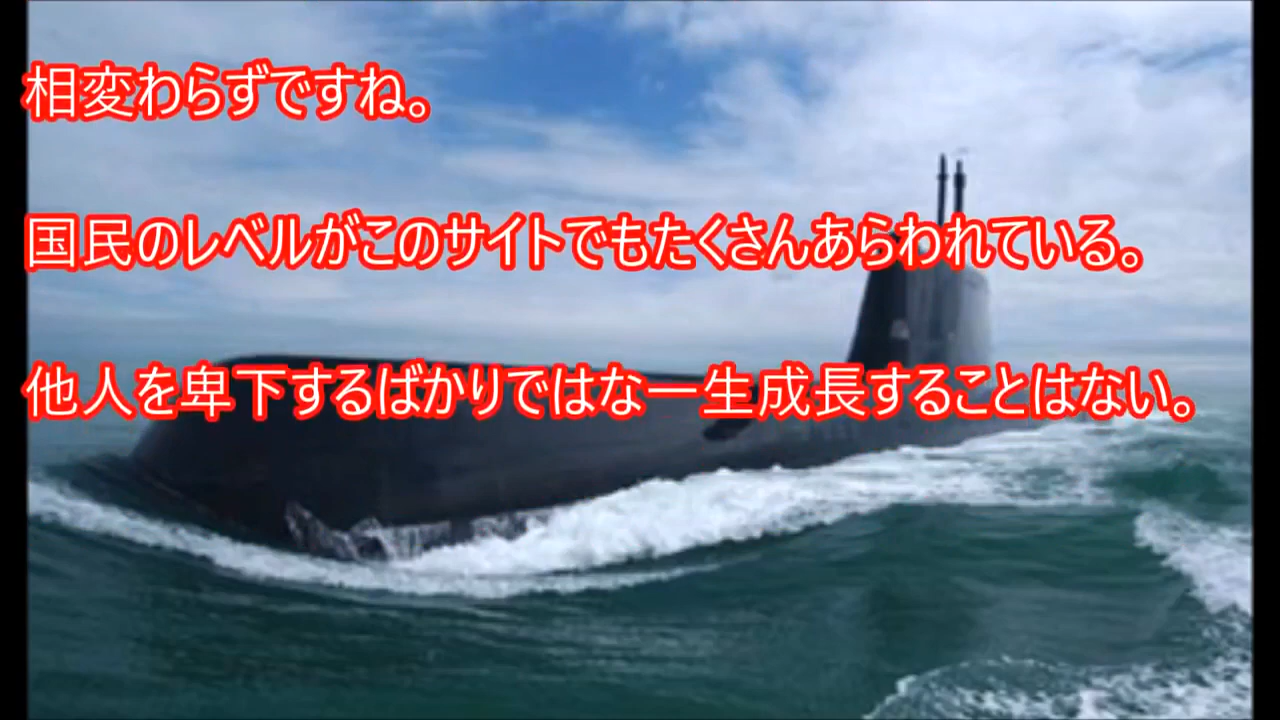 相変わらずですね。
国民のレベルがこのサイトでもたくさんあらわれている。
他人を卑下するばかりではな一生成長することはない。